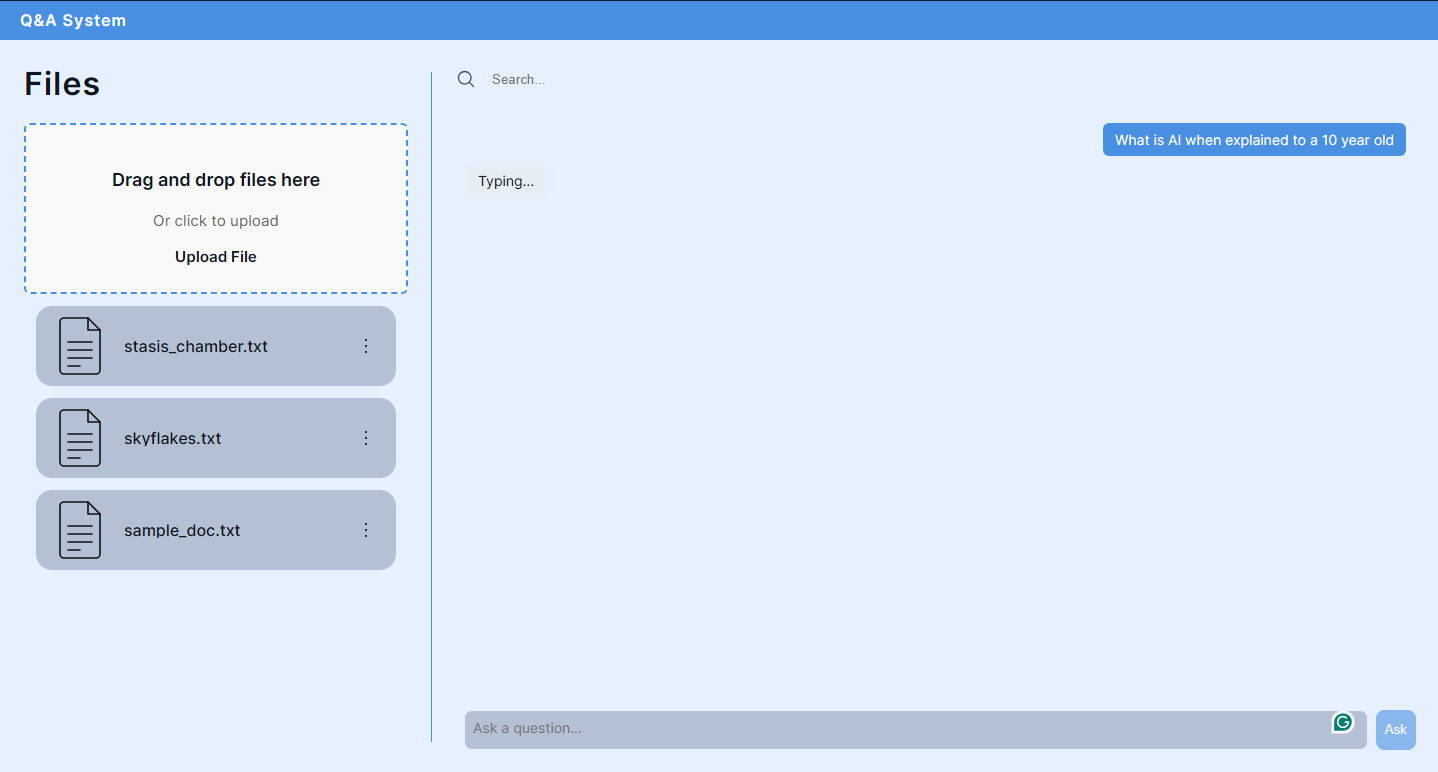 Q&A System
Files
Drag and drop files here
Or click to upload
Upload File
stasis_chamber.txt
skyflakes.txt
sample_doc.txt
Search...
What is AI when explained to a 10 year old
Typing...
Ask a question...
Ask